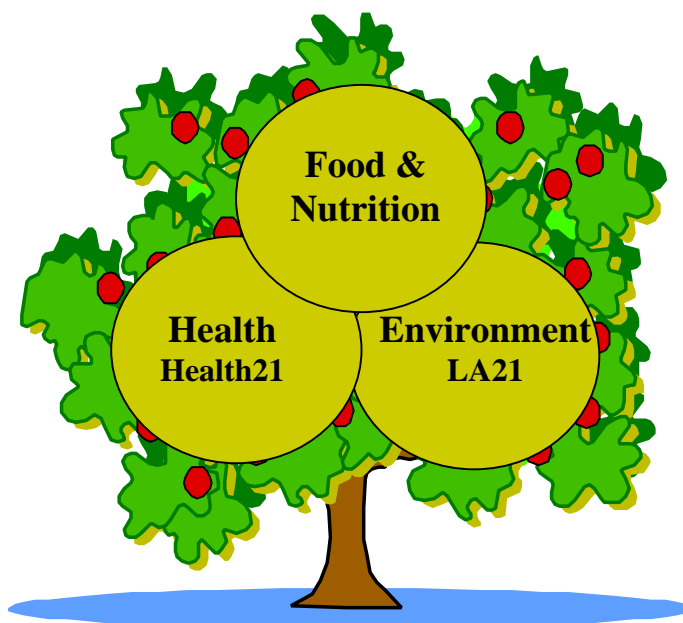 Food &
Nutrition
Health
Health21
Environment
LA21